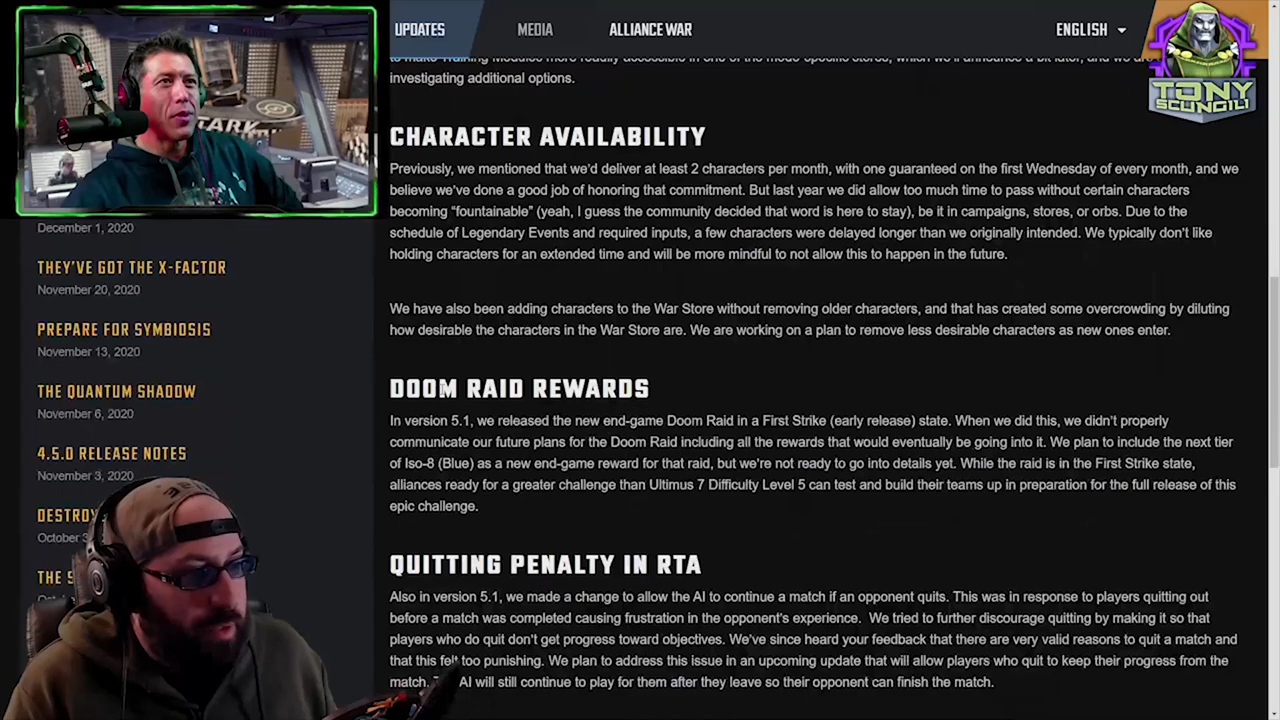 UPDATES
MEDIA
ALLIANCE WAR
ENGLISH
TONY
SCUNGILI
STARK
December 1, 2020
THEY'VE GOT THE X-FACTOR
November 20, 2020
PREPARE FOR SYMBIOSIS
November 13, 2020
THE QUANTUM SHADOW
November 6, 2020
4.5.0 RELEASE NOTES
November 3, 2020
investigating additional options.
CHARACTER AVAILABILITY
Previously, we mentioned that we'd deliver at least 2 characters per month, with one guaranteed on the first Wednesday of every month, and we
believe we've done a good job of honoring that commitment. But last year we did allow too much time to pass without certain characters
becoming “fountainable” (yeah, I guess the community decided that word is here to stay), be it in campaigns, stores, or orbs. Due to the
schedule of Legendary Events and required inputs, a few characters were delayed longer than we originally intended. We typically don't like
holding characters for an extended time and will be more mindful to not allow this to happen in the future.
We have also been adding characters to the War Store without removing older characters, and that has created some overcrowding by diluting
how desirable the characters in the War Store are. We are working on a plan to remove less desirable characters as new ones enter.
DOOM RAID REWARDS
In version 5.1, we released the new end-game Doom Raid in a First Strike (early release) state. When we did this, we didn't properly
communicate our future plans for the Doom Raid including all the rewards that would eventually be going into it. We plan to include the next tier
of Iso-8 (Blue) as a new end-game reward for that raid, but we're not ready to go into details yet. While the raid is in the First Strike state,
alliances ready for a greater challenge than Ultimus 7 Difficulty Level 5 can test and build their teams up in preparation for the full release of this
epic challenge.
QUITTING PENALTY IN RTA
Also in version 5.1, we made a change to allow the AI to continue a match if an opponent quits. This was in response to players quitting out
before a match was completed causing frustration in the opponent's experience. We tried to further discourage quitting by making it so that
players who do quit don't get progress toward objectives. We've since heard your feedback that there are very valid reasons to quit a match and
that this felt too punishing. We plan to address this issue in an upcoming update that will allow players who quit to keep their progress from the
match. AI will still continue to play for them after they leave so their opponent can finish the match.